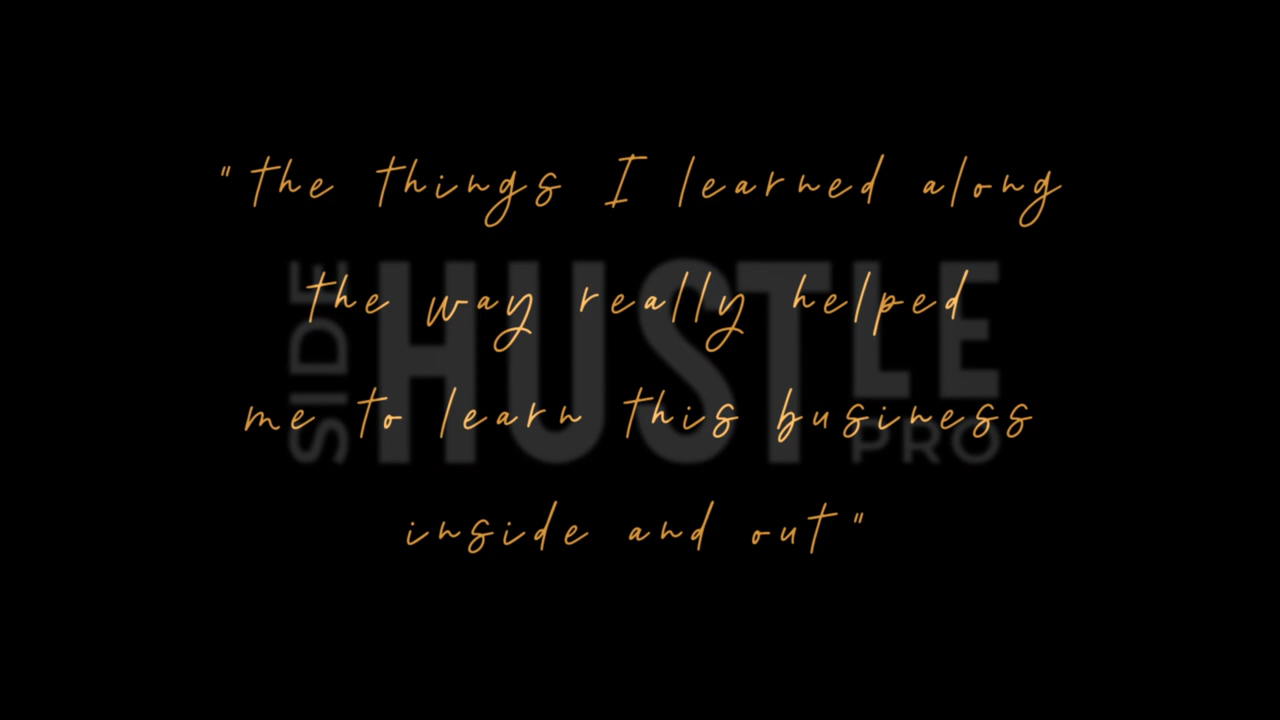 "the things I learned along
the way really helped
me to learn this business
inside and out"
SIDE HUSTLE PRO